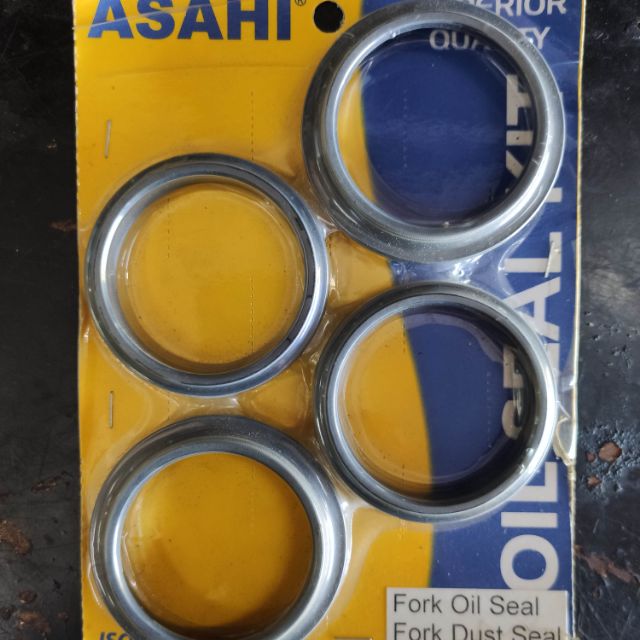 ASAHI®
QUALITY
OIL SEAL KIT
Fork Oil Seal
Fork Dust Seal